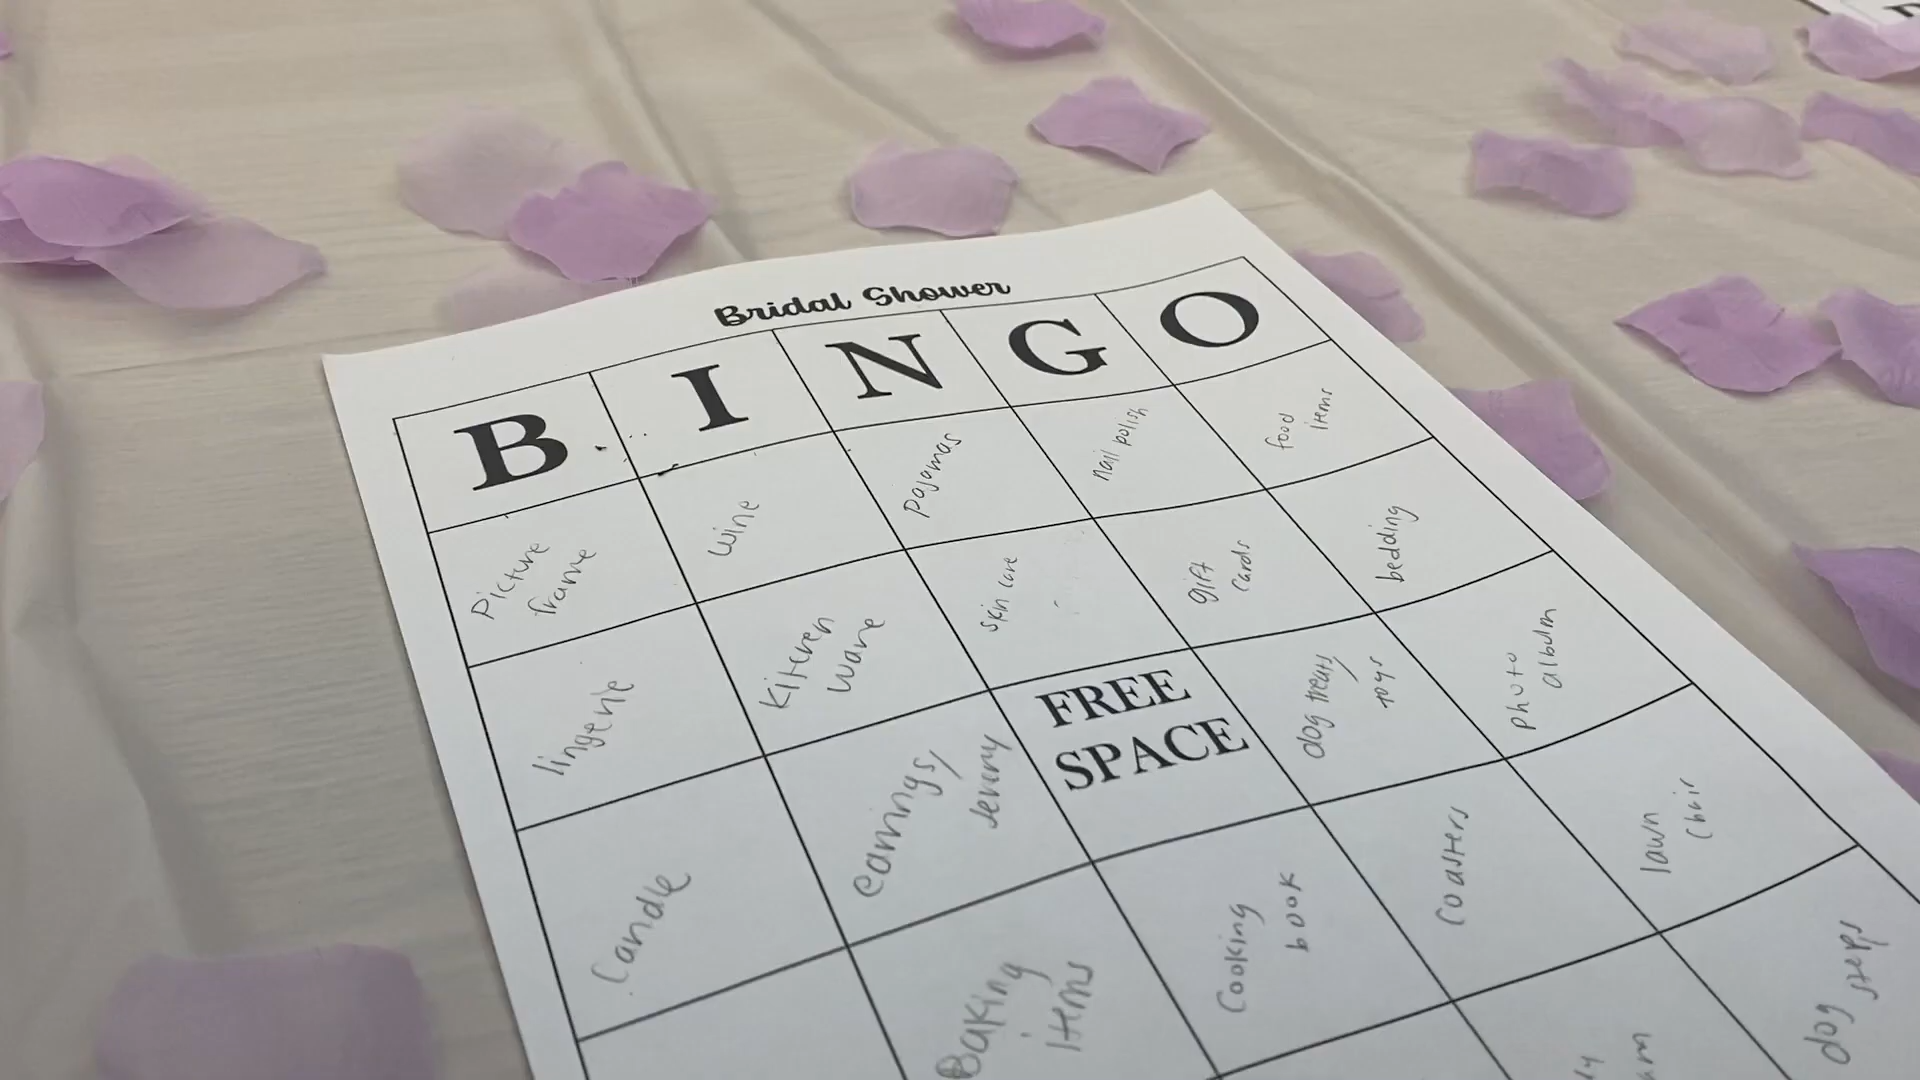 Bridal Shower
B I N G O
Picture
frame
wine
pajamas
nail polish
food
items
lingerie
Kitchen
ware
skin care
gift
cards
bedding
Candle
earrings/
FREE
SPACE
dog treats/
toys
photo
album
Baking
items
Cooking
book
Coasters
lawn
chair
dog steps